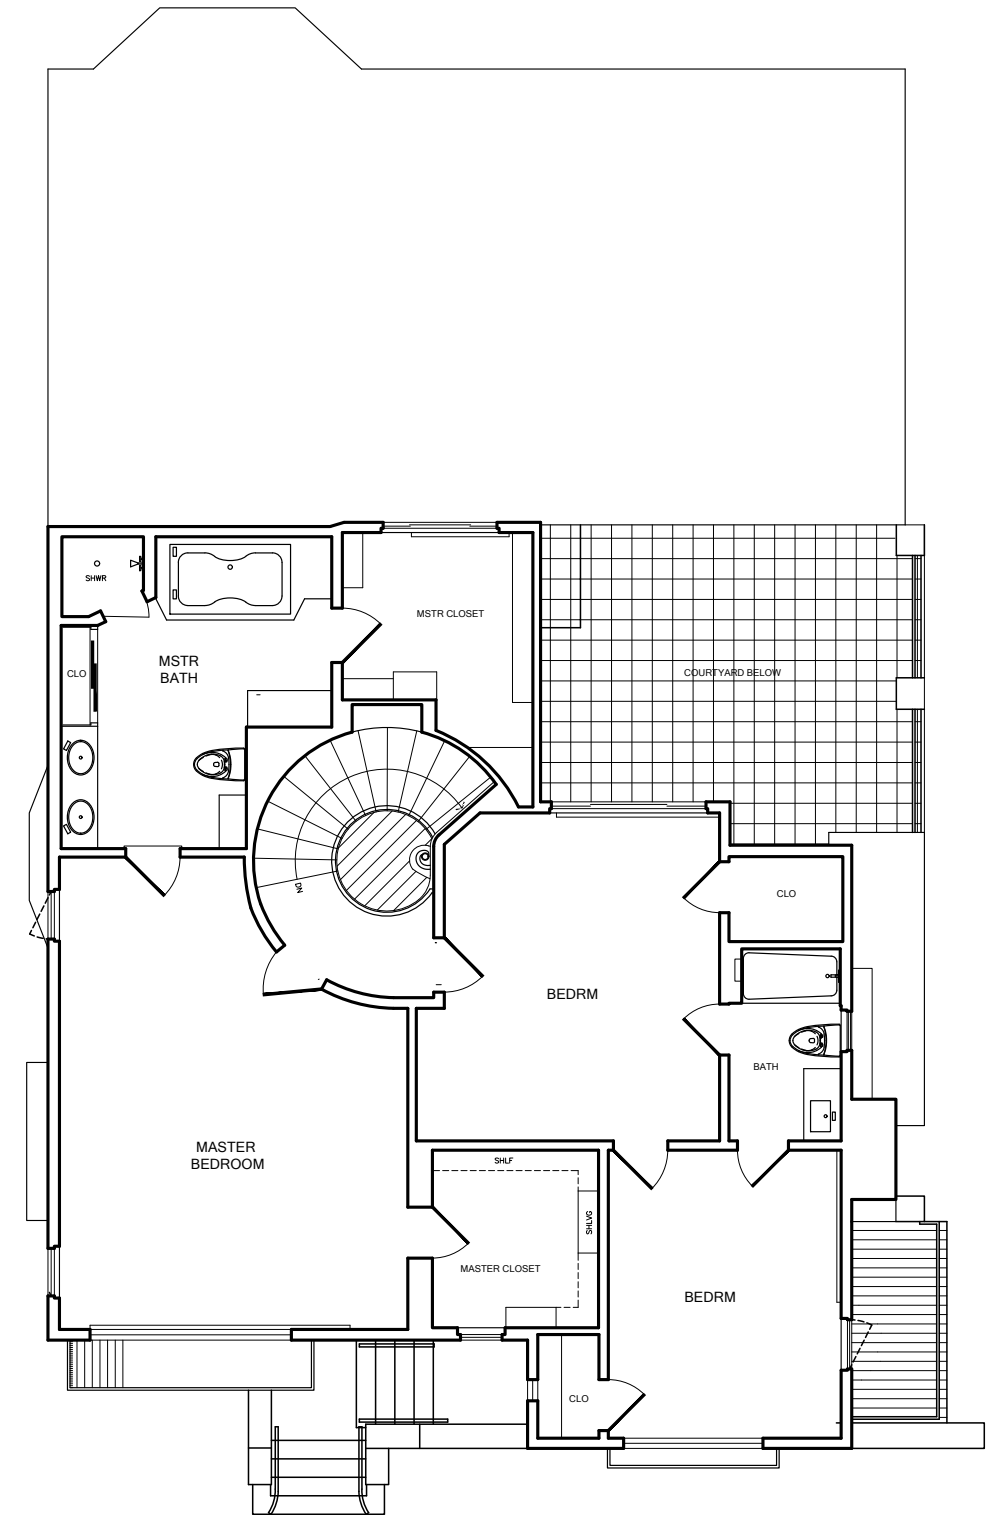 SHWR
MSTR CLOSET
CLO
MSTR
BATH
COURTYARD BELOW
DN
CLO
BEDRM
BATH
MASTER
BEDROOM
SHLF
SHLVG
MASTER CLOSET
BEDRM
CLO